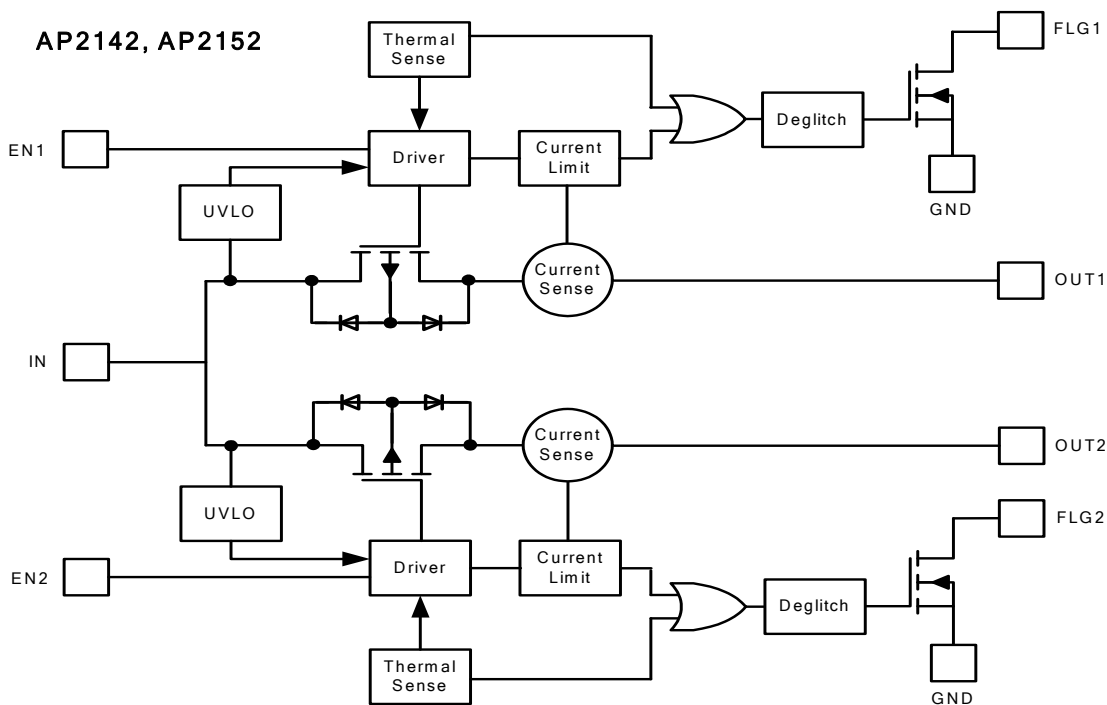 AP2142, AP2152
Thermal
Sense
FLG1
EN1
Driver
Current
Limit
Deglitch
UVLO
GND
Current
Sense
OUT1
IN
Current
Sense
OUT2
UVLO
FLG2
EN2
Driver
Current
Limit
Deglitch
Thermal
Sense
GND